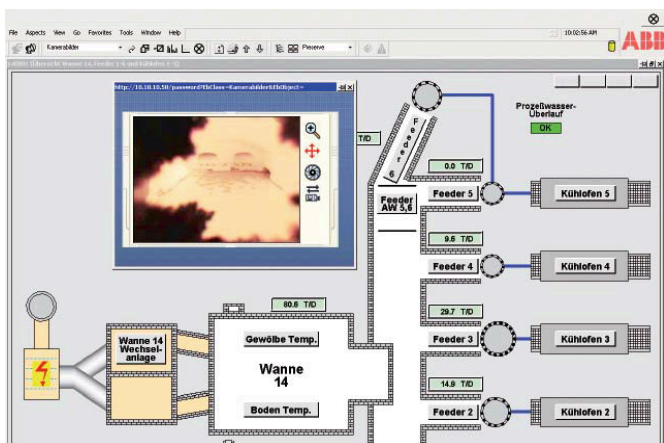 10:02:56 AM
ABB
File Aspects View Go Favorites Tools Window Help
Kamerabilder
Preserve
http://10.10.10.50/password?fbClass=Kamerabilder&fbObject=
Prozeßwasser-
Überlauf
OK
T/D
Feeder 6
0.0 T/D
Feeder 5
Kühlofen 5
Feeder
AW 5,6
9.6 T/D
Feeder 4
Kühlofen 4
80.6 T/D
29.7 T/D
Wanne 14
Wechsel-
anlage
Gewölbe Temp.
Feeder 3
Kühlofen 3
Wanne
14
14.9 T/D
Boden Temp.
Feeder 2
Kühlofen 2